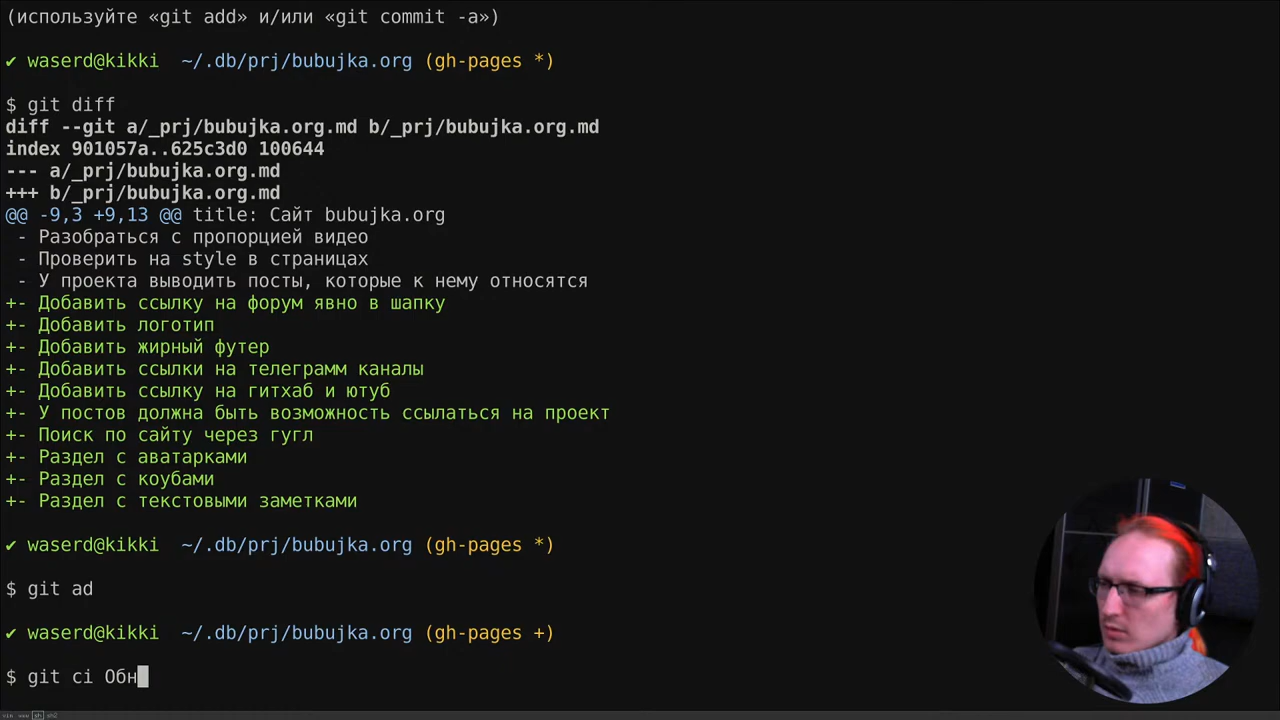 (используйте «git add» и/или «git commit -a»)
✔ waserd@kikki ~/.db/prj/bubujka.org (gh-pages *)
$ git diff
diff --git a/_prj/bubujka.org.md b/_prj/bubujka.org.md
index 901057a..625c3d0 100644
--- a/_prj/bubujka.org.md
+++ b/_prj/bubujka.org.md
@@ -9,3 +9,13 @@ title: Сайт bubujka.org
- Разобраться с пропорцией видео
- Проверить на style в страницах
- У проекта выводить посты, которые к нему относятся
+- Добавить ссылку на форум явно в шапку
+- Добавить логотип
+- Добавить жирный футер
+- Добавить ссылки на телеграмм каналы
+- Добавить ссылку на гитхаб и ютуб
+- У постов должна быть возможность ссылаться на проект
+- Поиск по сайту через гугл
+- Раздел с аватарками
+- Раздел с коубами
+- Раздел с текстовыми заметками
✔ waserd@kikki ~/.db/prj/bubujka.org (gh-pages *)
$ git ad
✔ waserd@kikki ~/.db/prj/bubujka.org (gh-pages +)
$ git ci Обн